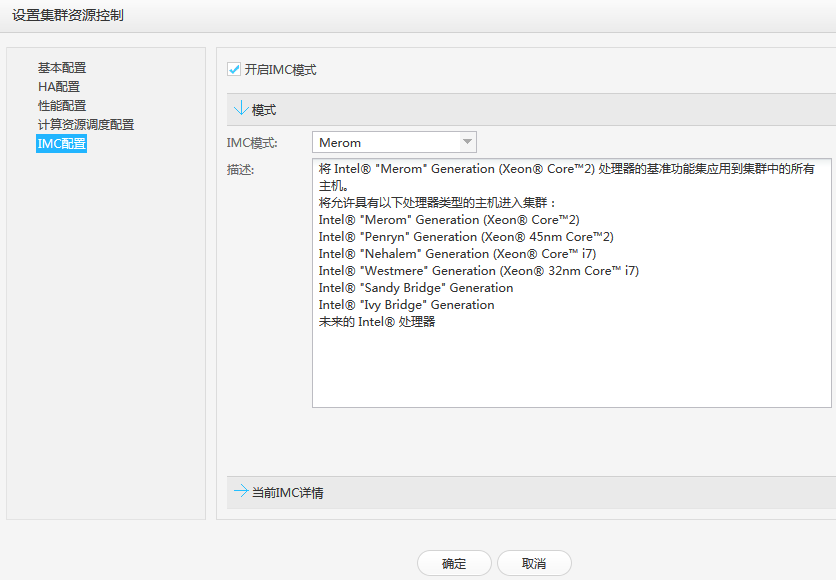 设置集群资源控制
基本配置
HA配置
性能配置
计算资源调度配置
IMC配置
开启IMC模式
模式
IMC模式:
Merom
描述:
将 Intel® "Merom" Generation (Xeon® Core™2) 处理器的基准功能集应用到集群中的所有
主机。
将允许具有以下处理器类型的主机进入集群：
Intel® "Merom" Generation (Xeon® Core™2)
Intel® "Penryn" Generation (Xeon® 45nm Core™2)
Intel® "Nehalem" Generation (Xeon® Core™ i7)
Intel® "Westmere" Generation (Xeon® 32nm Core™ i7)
Intel® "Sandy Bridge" Generation
Intel® "Ivy Bridge" Generation
未来的 Intel® 处理器
当前IMC详情
确定
取消